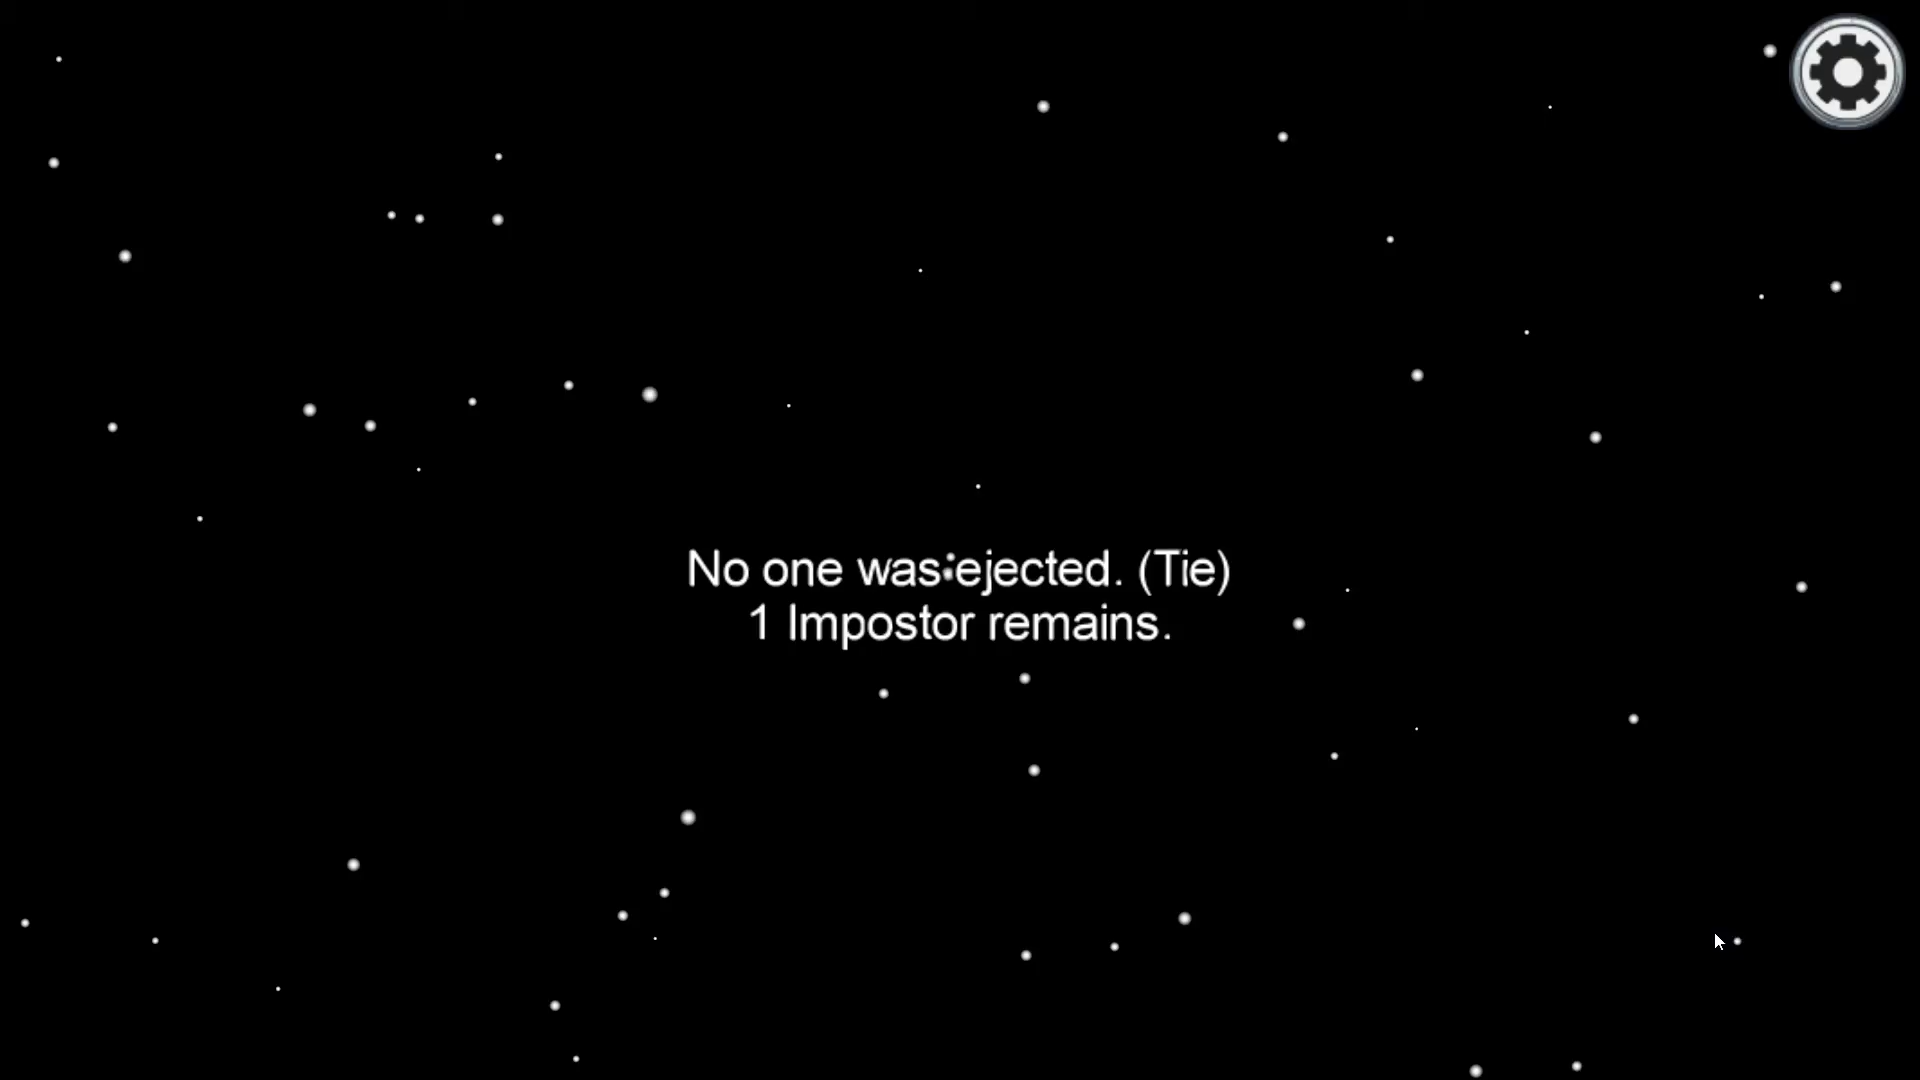 No one was ejected. (Tie)
1 Impostor remains.